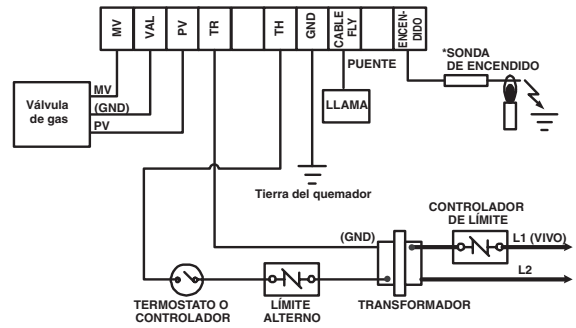 MV
VAL
PV
TR
TH
GND
CABLE
FLY
ENCEN-
DIDO
*SONDA
DE ENCENDIDO
PUENTE
LLAMA
MV
(GND)
PV
Válvula
de gas
Tierra del quemador
CONTROLADOR
DE LÍMITE
(GND)
L1 (VIVO)
L2
TERMOSTATO O
CONTROLADOR
LÍMITE
ALTERNO
TRANSFORMADOR